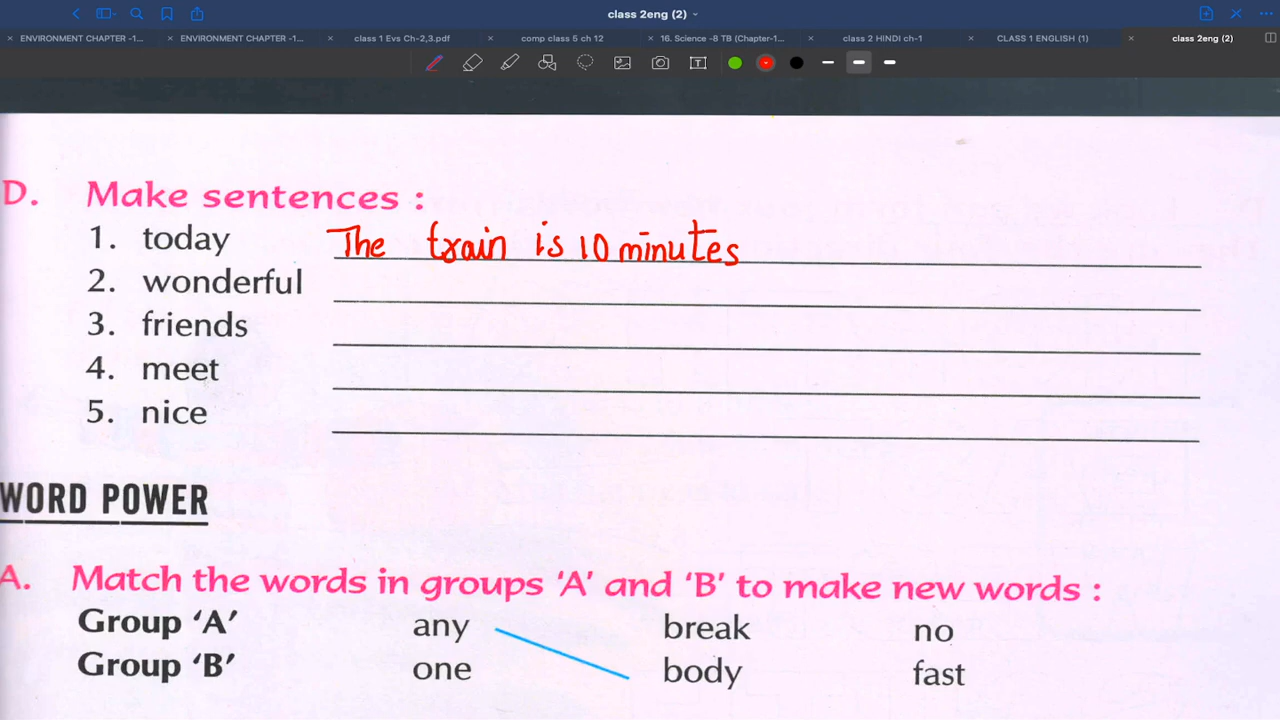 class 2eng (2)
ENVIRONMENT CHAPTER -1... ENVIRONMENT CHAPTER -1... class 1 Evs Ch-2,3.pdf comp class 5 ch 12 16. Science -8 TB (Chapter-1... class 2 HINDI ch-1 CLASS 1 ENGLISH (1) class 2eng (2)
D. Make sentences :
1. today The train is 10 minutes
2. wonderful
3. friends
4. meet
5. nice
WORD POWER
A. Match the words in groups ‘A’ and ‘B’ to make new words :
Group ‘A’ any break no
Group ‘B’ one body fast